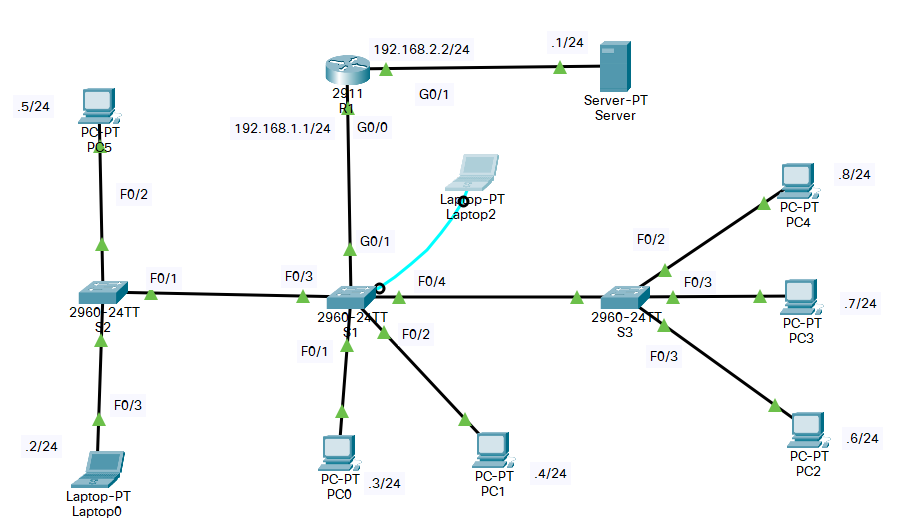 192.168.2.2/24
.1/24
2911
R1
G0/1
Server-PT
Server
.5/24
PC-PT
PC5
192.168.1.1/24
G0/0
.8/24
Laptop-PT
Laptop2
PC-PT
PC4
F0/2
G0/1
F0/2
F0/1
F0/3
F0/4
F0/3
2960-24TT
S2
2960-24TT
S1
2960-24TT
S3
.7/24
PC-PT
PC3
F0/1
F0/2
F0/3
F0/3
.2/24
PC-PT
PC0
.3/24
PC-PT
PC1
.4/24
PC-PT
PC2
.6/24
Laptop-PT
Laptop0